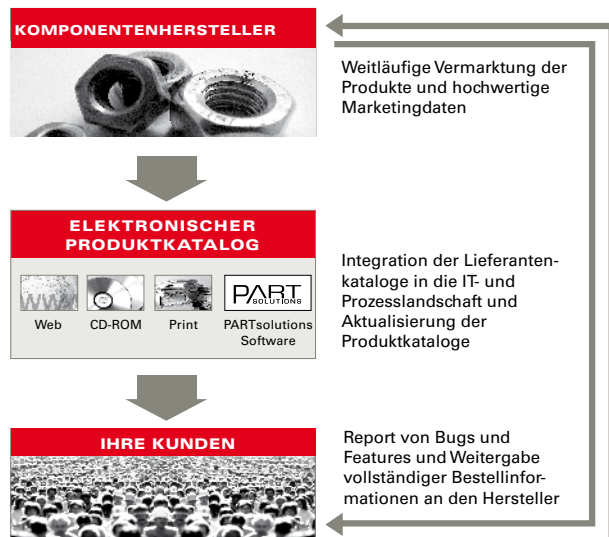 KOMPONENTENHERSTELLER
Weitläufige Vermarktung der
Produkte und hochwertige
Marketingdaten
ELEKTRONISCHER
PRODUKTKATALOG
Web
CD-ROM
Print
PART
SOLUTIONS
PARTsolutions
Software
Integration der Lieferanten-
kataloge in die IT- und
Prozesslandschaft und
Aktualisierung der
Produktkataloge
IHRE KUNDEN
Report von Bugs und
Features und Weitergabe
vollständiger Bestellinfor-
mationen an den Hersteller